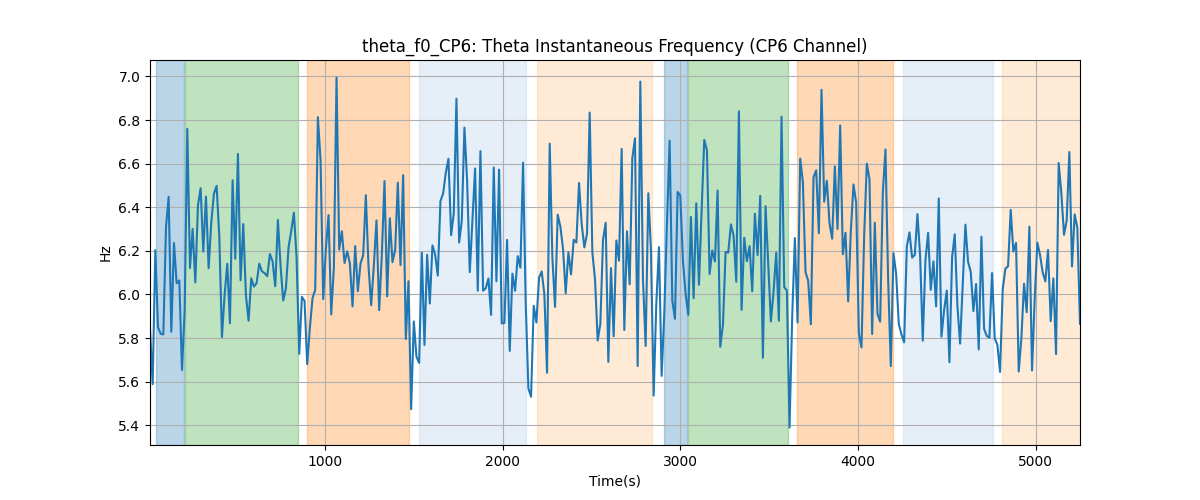 theta_f0_CP6: Theta Instantaneous Frequency (CP6 Channel)
7.0
6.8
6.6
6.4
6.2
6.0
5.8
5.6
5.4
Hz
1000 2000 3000 4000 5000
Time(s)